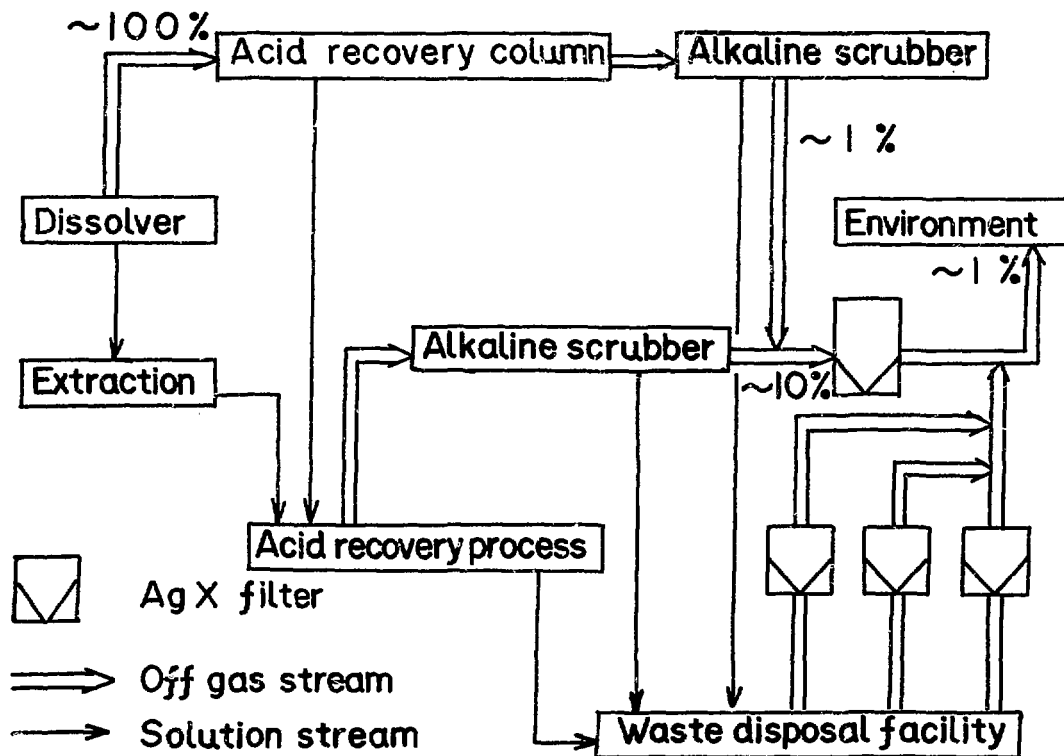 ~100%
Acid recovery column
Alkaline scrubber
~1 %
Dissolver
Environment
~1 %
Alkaline scrubber
~10%
Extraction
Acid recovery process
Ag X filter
Off gas stream
Solution stream
Waste disposal facility